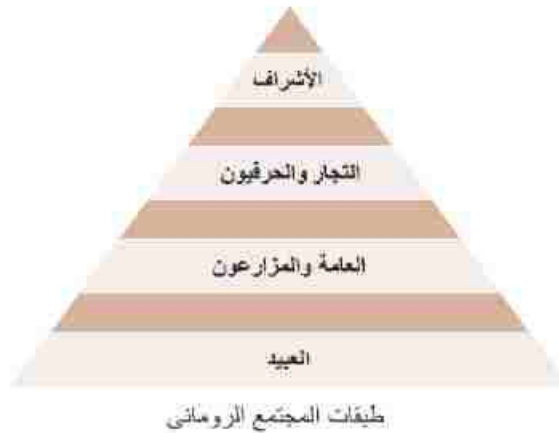 الأشراف
التجار والحرفيون
العامة والمزارعون
العبيد
طبقات المجتمع الروماني